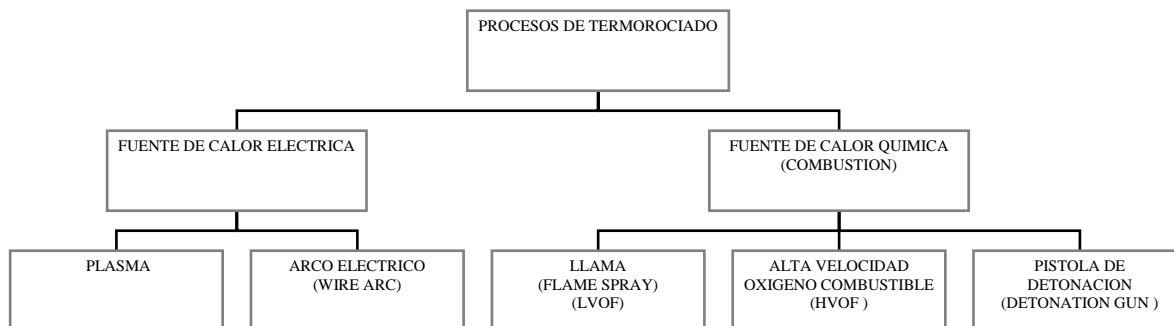 PROCESOS DE TERMOROCIADO
FUENTE DE CALOR ELECTRICA
FUENTE DE CALOR QUIMICA
(COMBUSTION)
PLASMA
ARCO ELECTRICO
(WIRE ARC)
LLAMA
(FLAME SPRAY)
(LVOF)
ALTA VELOCIDAD
OXIGENO COMBUSTIBLE
(HVOF )
PISTOLA DE
DETONACION
(DETONATION GUN )